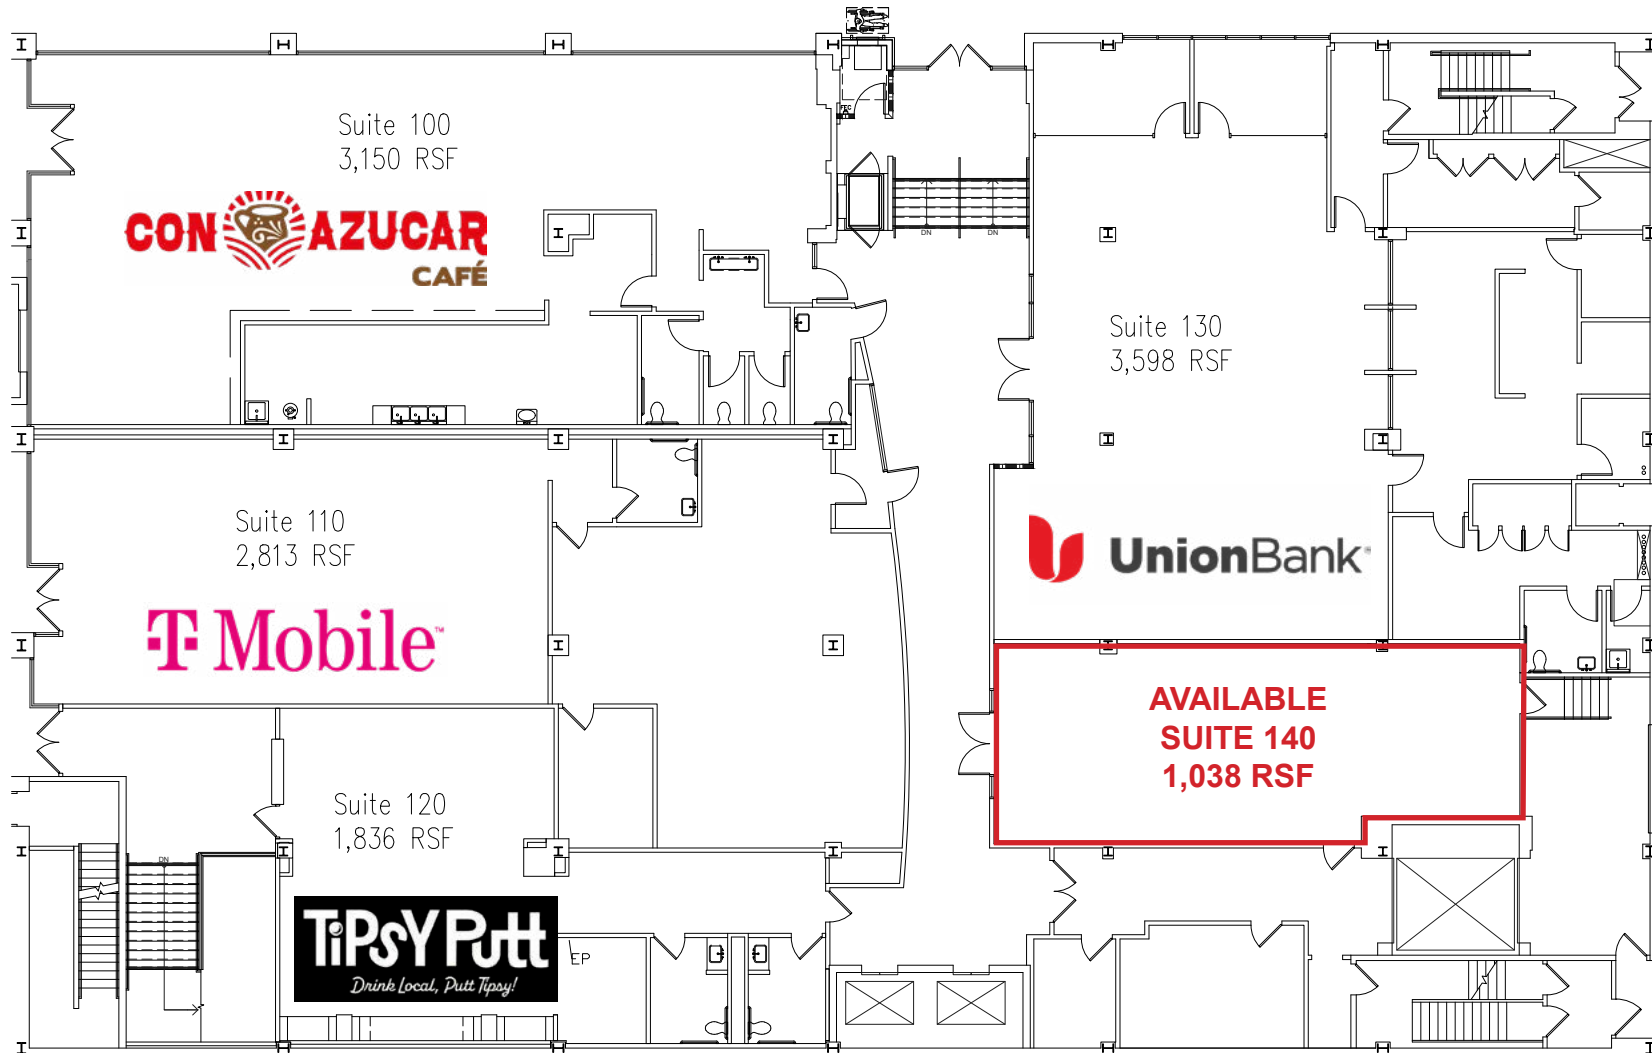 FEC
Suite 100
3,150 RSF
CON AZUCAR
CAFÉ
DN
DN
Suite 130
3,598 RSF
Suite 110
2,813 RSF
UnionBank
T Mobile™
AVAILABLE
SUITE 140
1,038 RSF
Suite 120
1,836 RSF
DN
TiPsY Putt
Drink Local, Putt Tipsy!
EP